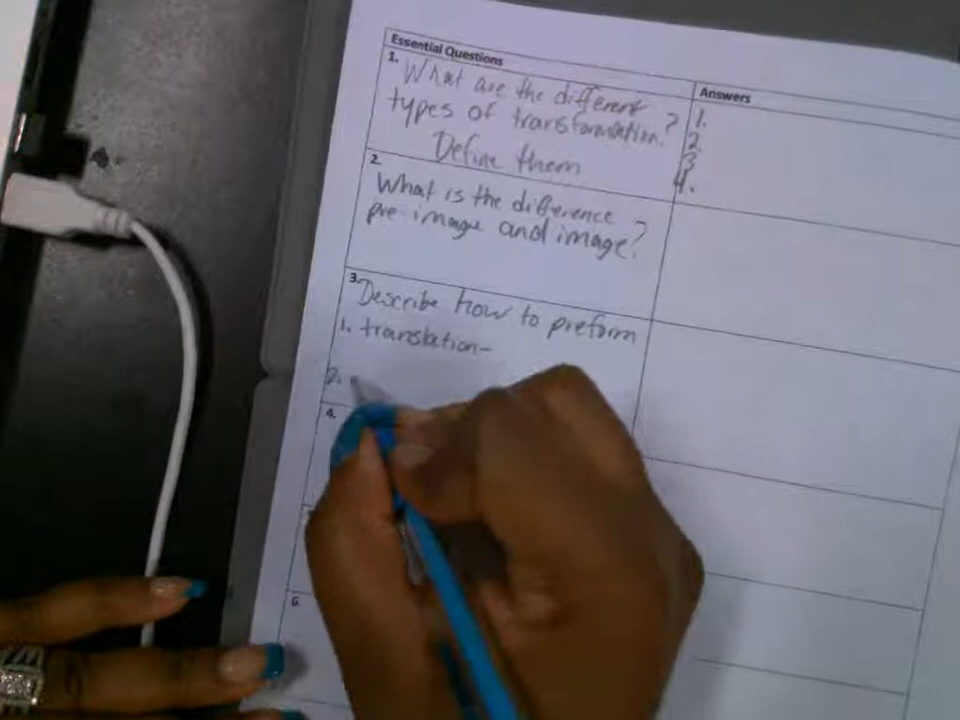 Essential Questions
Answers
1. What are the different
types of transformation?
Define them
1.
2.
3
4.
2.
What is the difference
pre-image and image?
3. Describe how to preform
1. translation-
2.
4.
6.